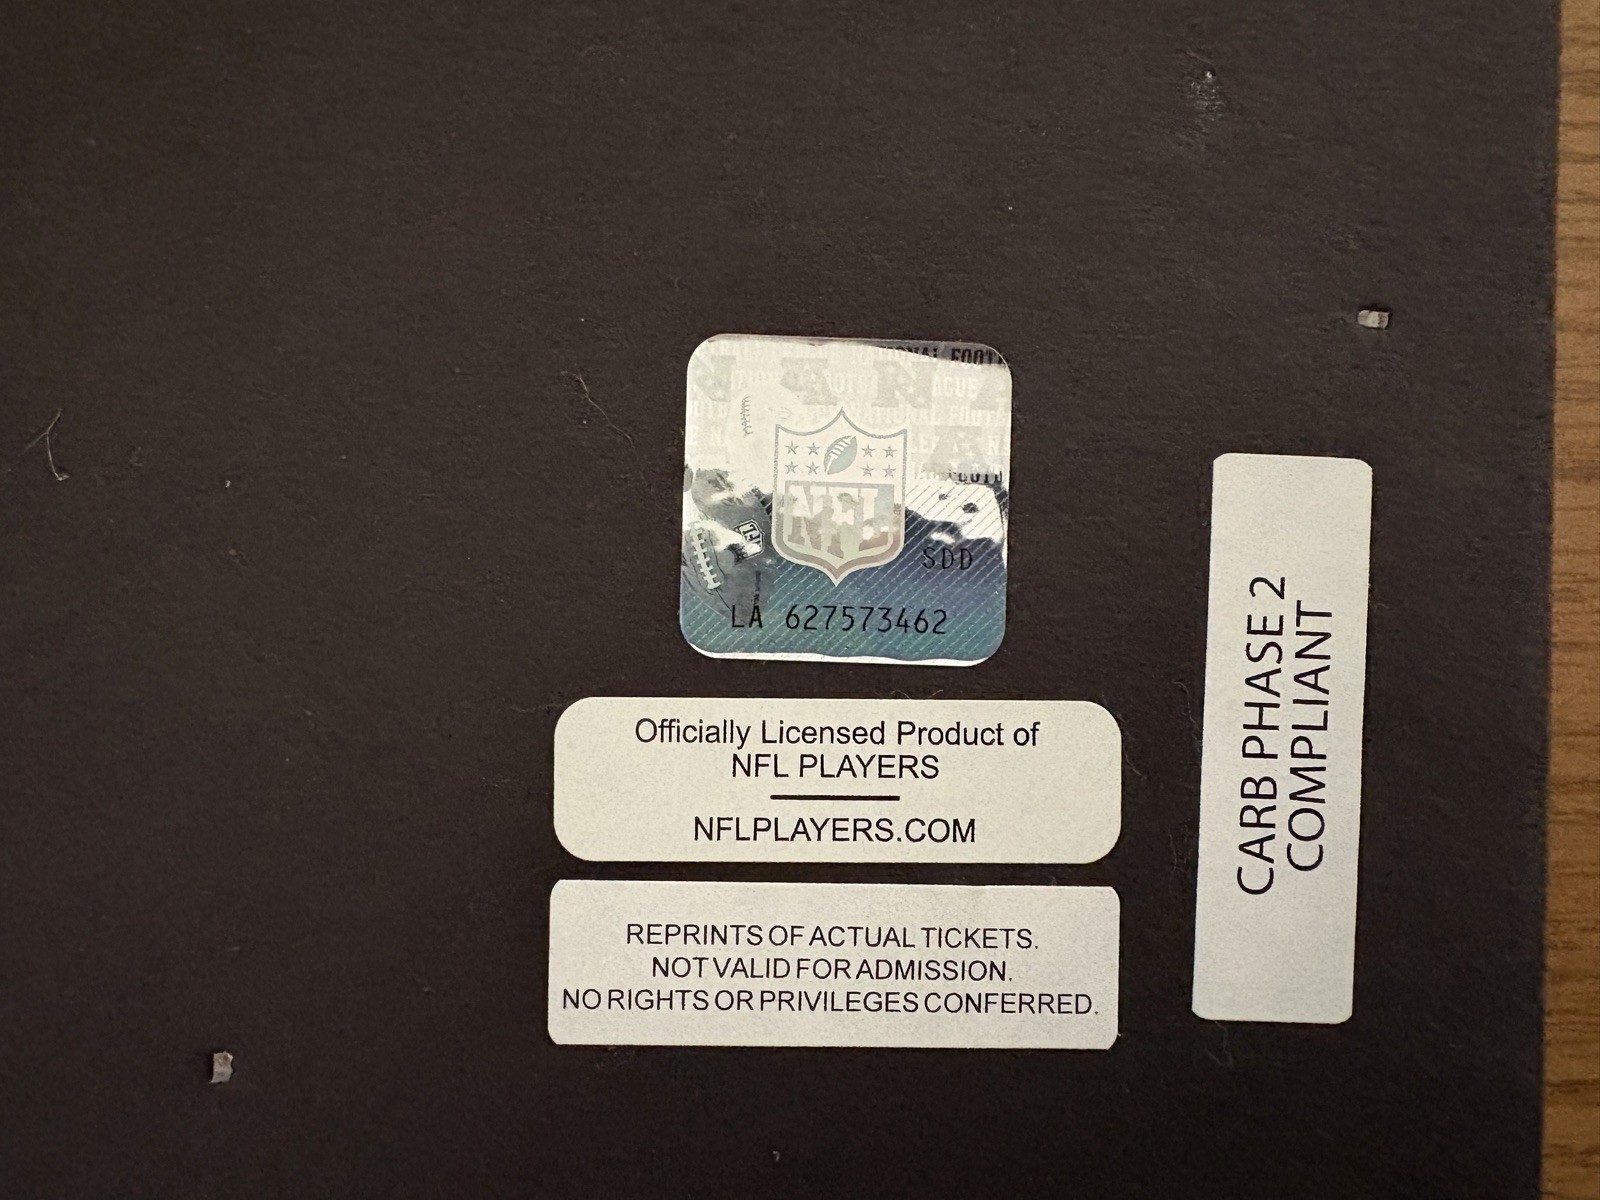 NFL
SDD
LA 627573462
Officially Licensed Product of
NFL PLAYERS
NFLPLAYERS.COM
REPRINTS OF ACTUAL TICKETS.
NOT VALID FOR ADMISSION.
NO RIGHTS OR PRIVILEGES CONFERRED.
CARB PHASE 2
COMPLIANT